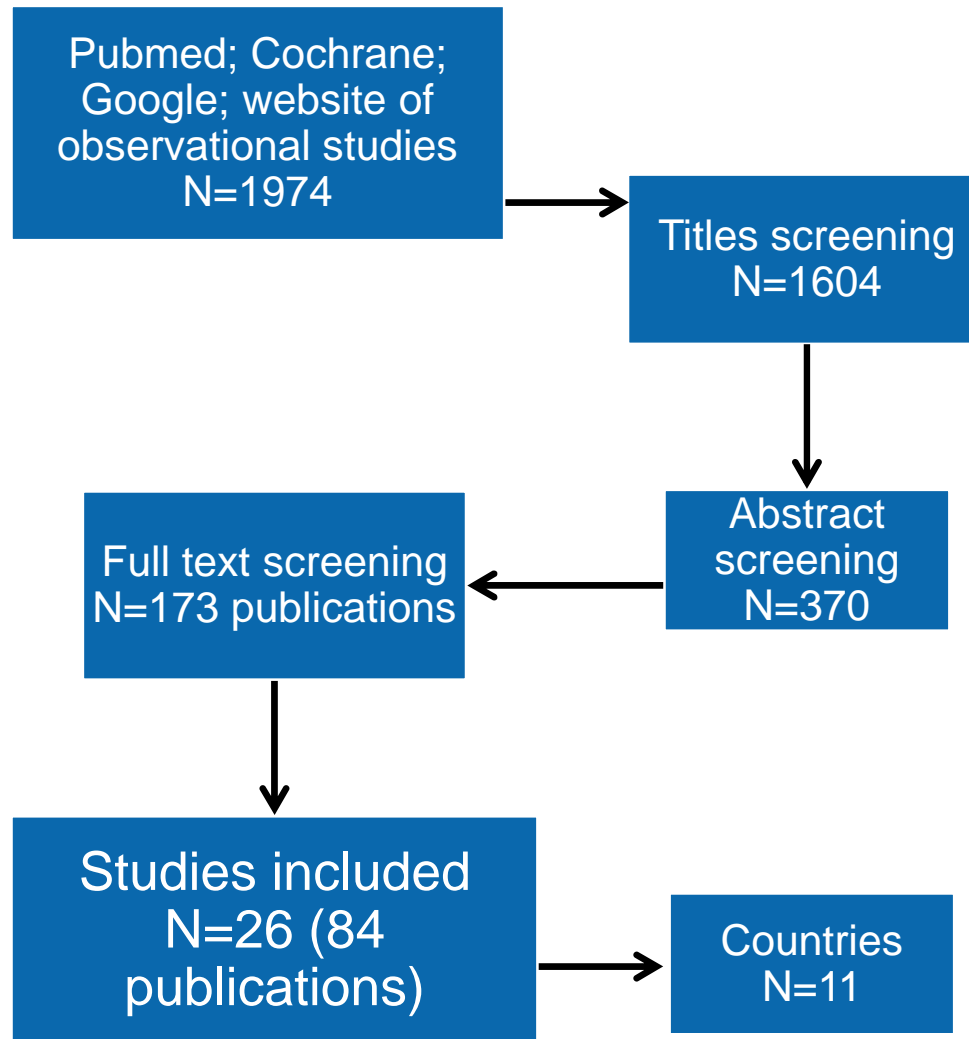 Pubmed; Cochrane;
Google; website of
observational studies
N=1974
Titles screening
N=1604
Abstract
screening
N=370
Full text screening
N=173 publications
Studies included
N=26 (84
publications)
Countries
N=11